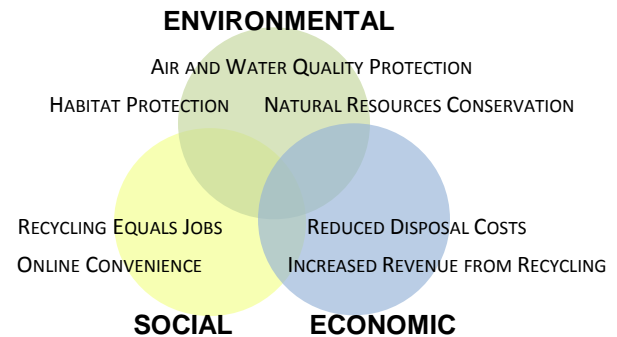 ENVIRONMENTAL
AIR AND WATER QUALITY PROTECTION
HABITAT PROTECTION NATURAL RESOURCES CONSERVATION
RECYCLING EQUALS JOBS REDUCED DISPOSAL COSTS
ONLINE CONVENIENCE INCREASED REVENUE FROM RECYCLING
SOCIAL ECONOMIC